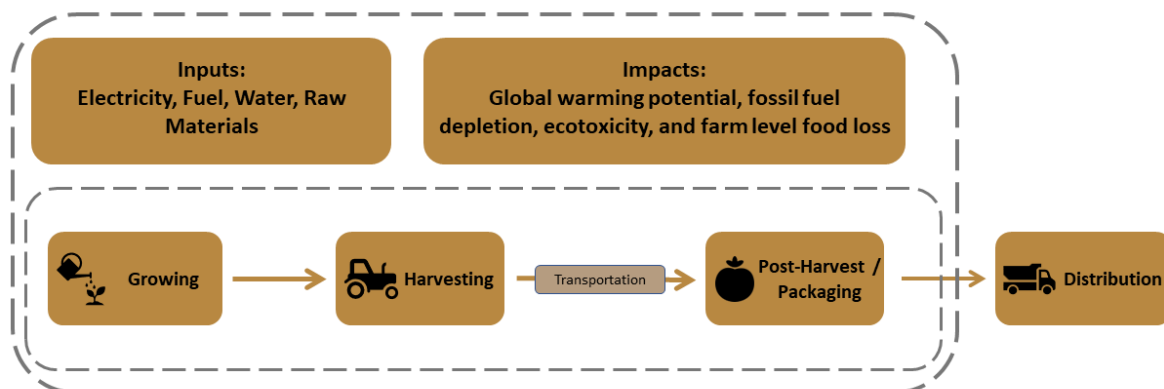 Inputs:
Electricity, Fuel, Water, Raw
Materials
Impacts:
Global warming potential, fossil fuel
depletion, ecotoxicity, and farm level food loss
Growing
Harvesting
Transportation
Post-Harvest /
Packaging
Distribution